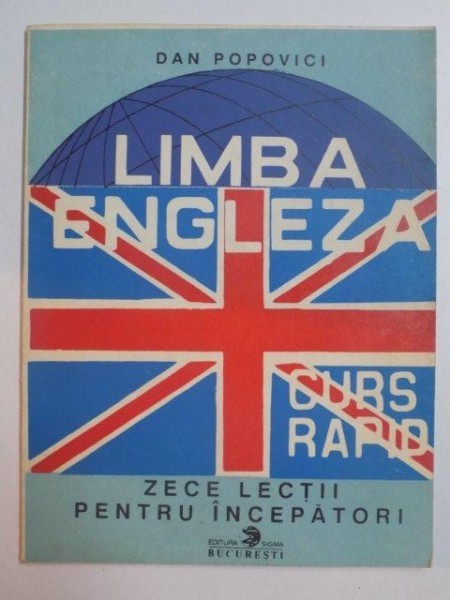 DAN POPOVICI
LIMBA
ENGLEZA
CURS
RAPID
ZECE LECȚII
PENTRU ÎNCEPĂTORI
EDITURA SIGMA
BUCUREȘTI